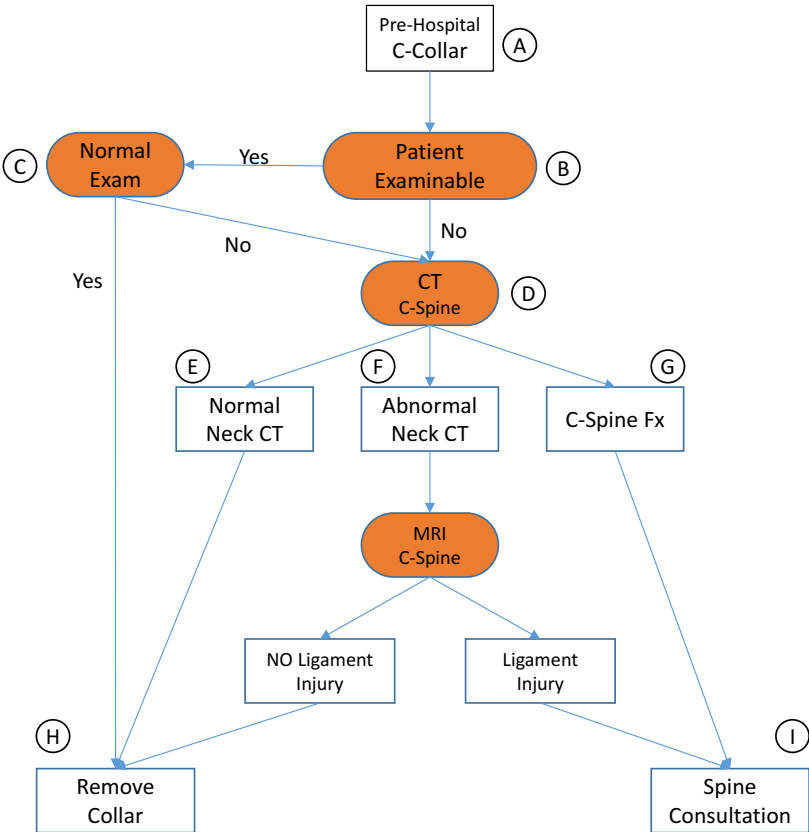 Pre-Hospital
C-Collar
A
Normal
Exam
C
Yes
Patient
Examinable
B
No
No
Yes
CT
C-Spine
D
E
F
G
Normal
Neck CT
Abnormal
Neck CT
C-Spine Fx
MRI
C-Spine
NO Ligament
Injury
Ligament
Injury
H
I
Remove
Collar
Spine
Consultation